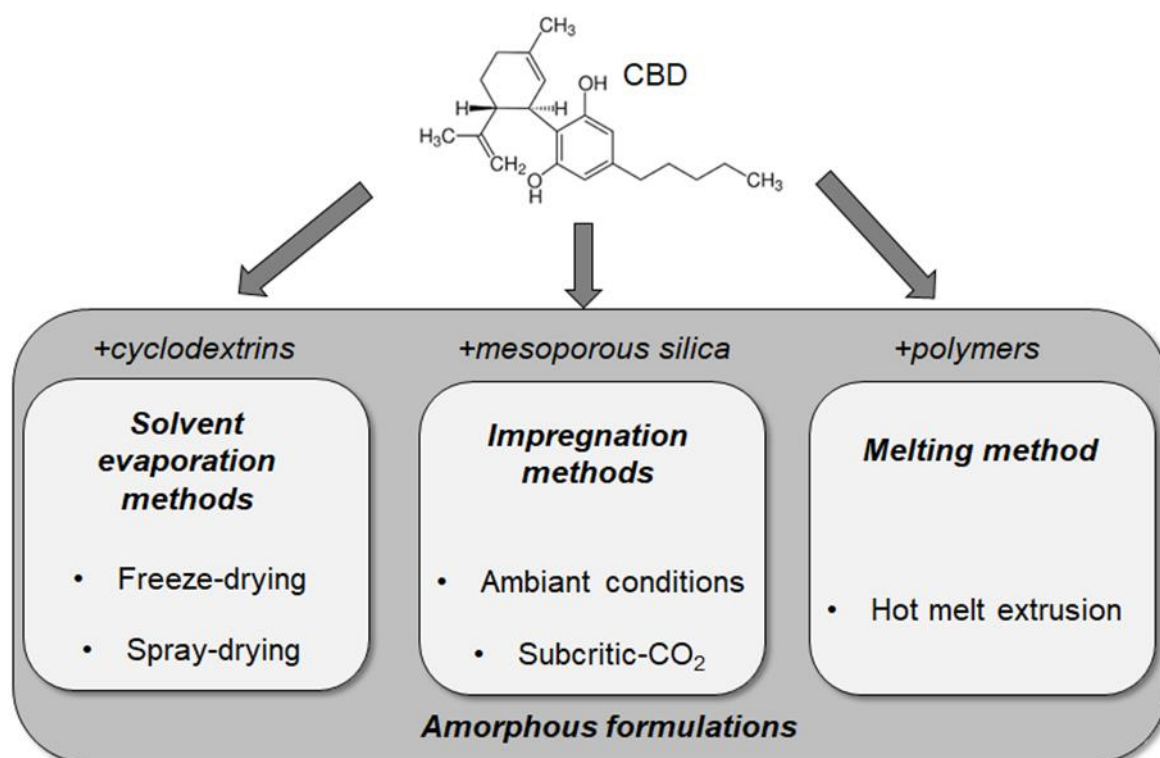 CH₃
OH
CBD
H
H
H₃C
CH₂
O
H
CH₃
+cyclodextrins
+mesoporous silica
+polymers
Solvent
evaporation
methods
• Freeze-drying
• Spray-drying
Impregnation
methods
• Ambiant conditions
• Subcritic-CO₂
Melting method
• Hot melt extrusion
Amorphous formulations